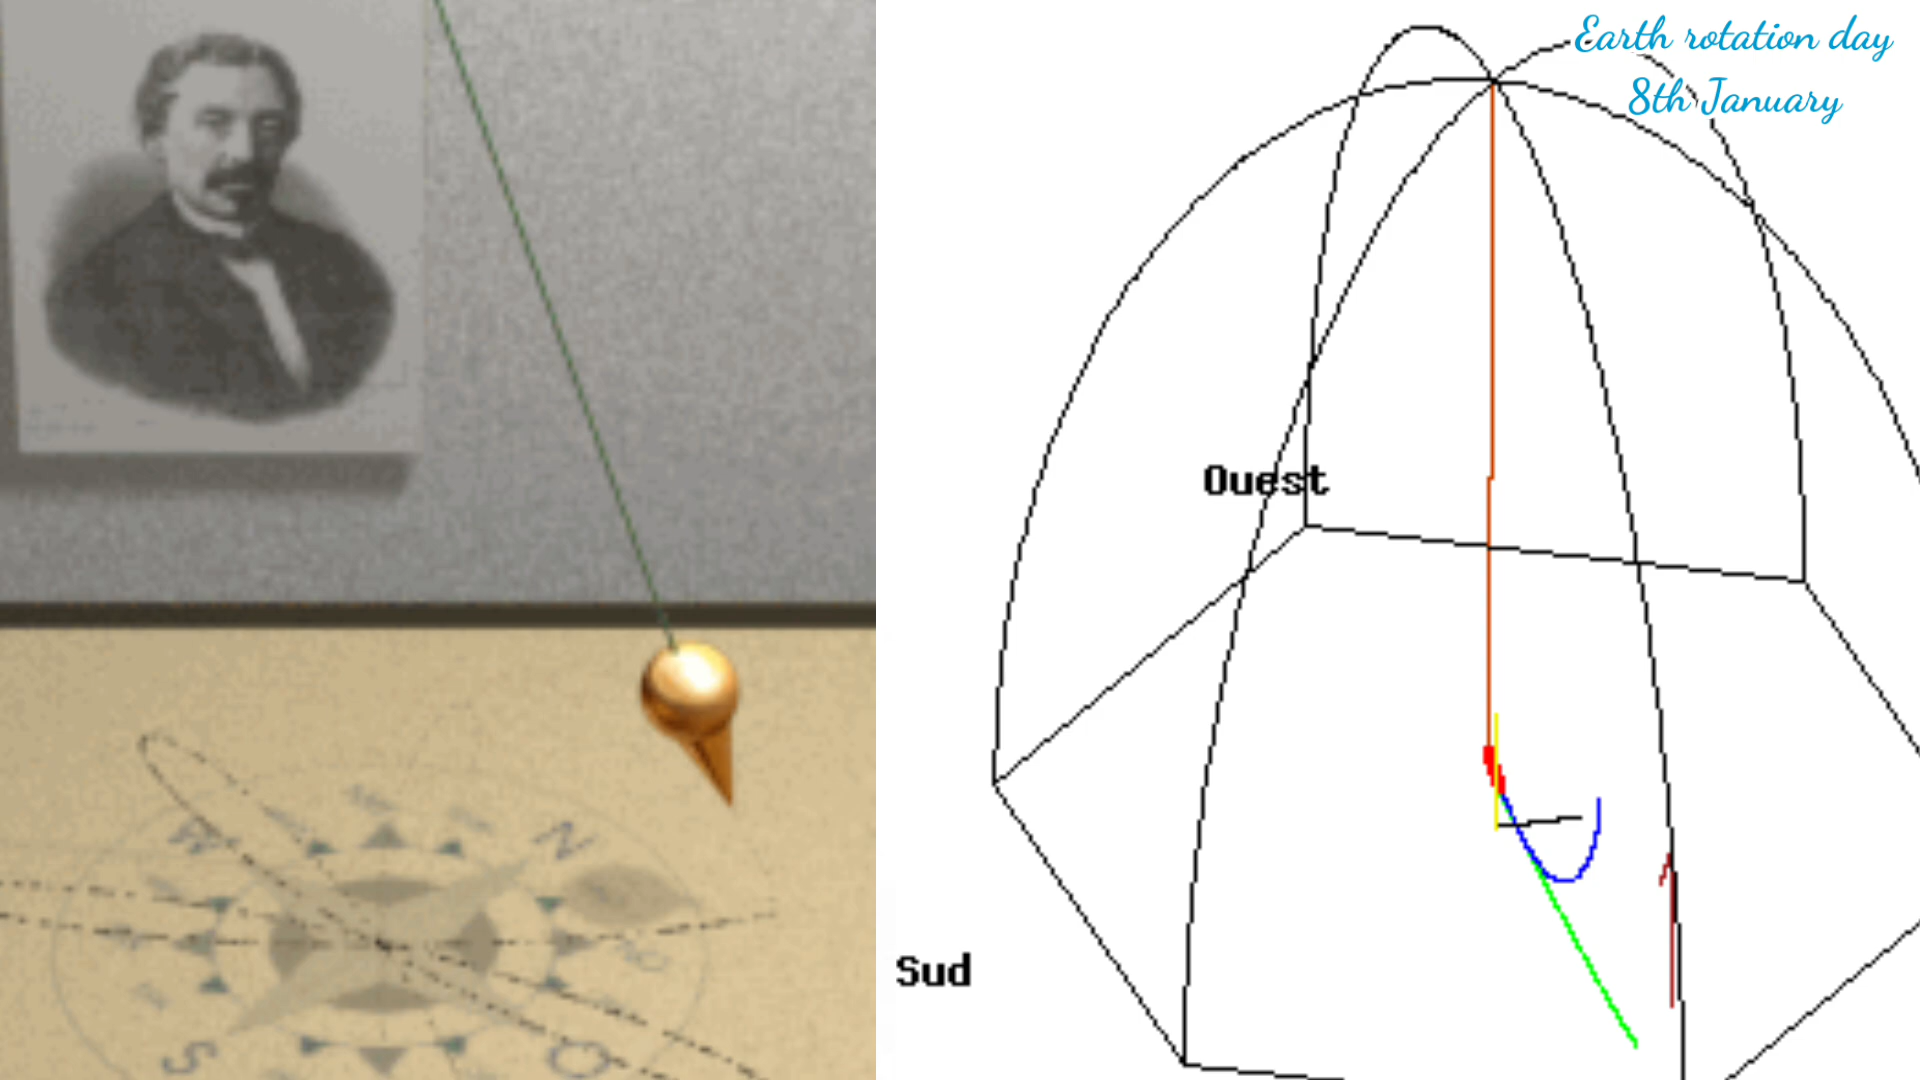 Earth rotation day
8th January
Ouest
Sud
N
W
S
O